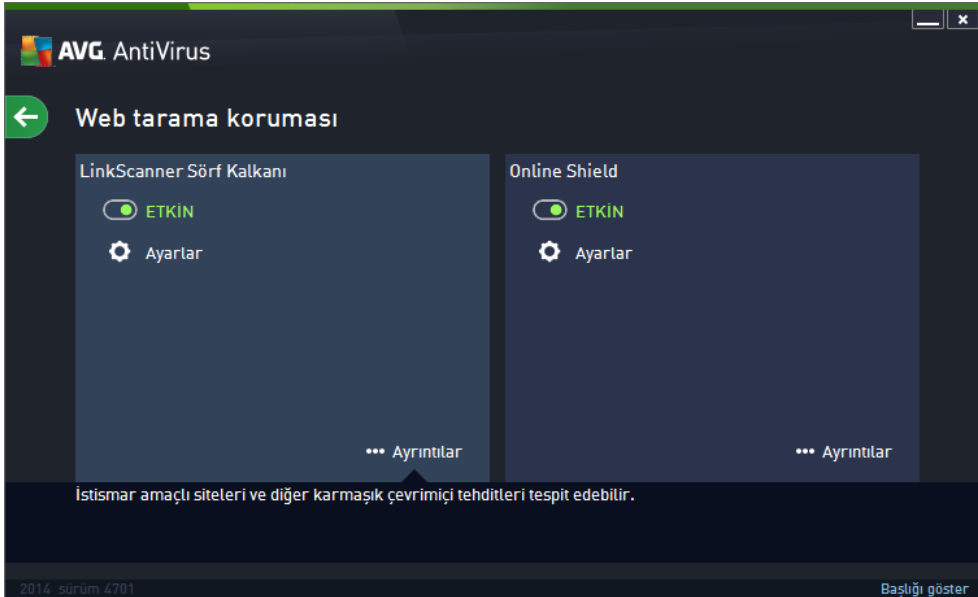 AVG. AntiVirus
Web tarama koruması
LinkScanner Sörf Kalkanı
ETKİN
Ayarlar
••• Ayrıntılar
Online Shield
ETKİN
Ayarlar
••• Ayrıntılar
İstismar amaçlı siteleri ve diğer karmaşık çevrimiçi tehditleri tespit edebilir.
2014 sürüm 4701
Başlığı göster